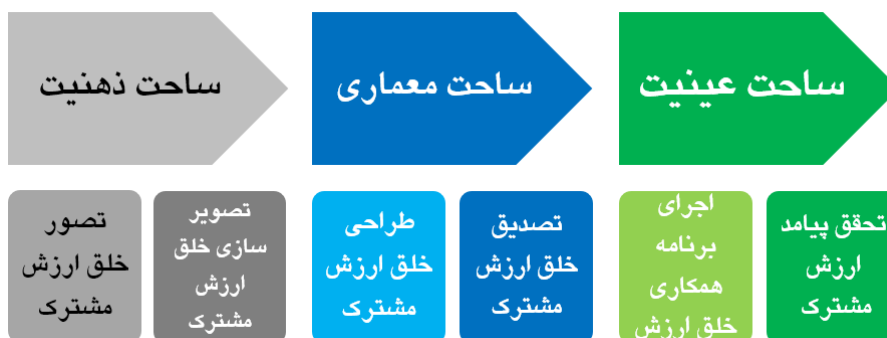 ساحت ذهنیت
ساحت معماری
ساحت عینیت
تصور
خلق ارزش
مشترک
تصویر
سازی خلق
ارزش
مشترک
طراحی
خلق ارزش
مشترک
تصدیق
خلق ارزش
مشترک
اجرای
برنامه
همکاری
خلق ارزش
تحقق پیامد
ارزش
مشترک